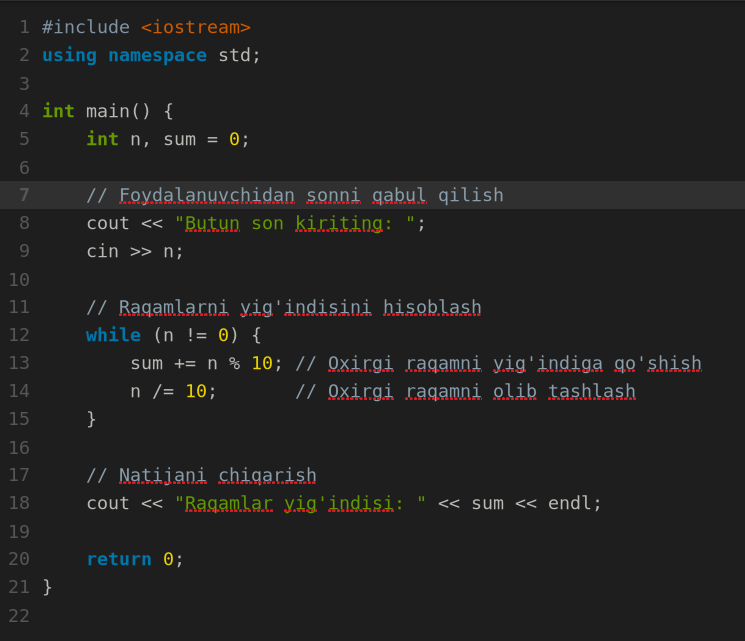 1 #include <iostream>
2 using namespace std;
3
4 int main() {
5     int n, sum = 0;
6
7     // Foydalanuvchidan sonni qabul qilish
8     cout << "Butun son kiriting: ";
9     cin >> n;
10
11     // Raqamlarni yig'indisini hisoblash
12     while (n != 0) {
13         sum += n % 10; // Oxirgi raqamni yig'indiga qo'shish
14         n /= 10;       // Oxirgi raqamni olib tashlash
15     }
16
17     // Natijani chiqarish
18     cout << "Raqamlar yig'indisi: " << sum << endl;
19
20     return 0;
21 }
22